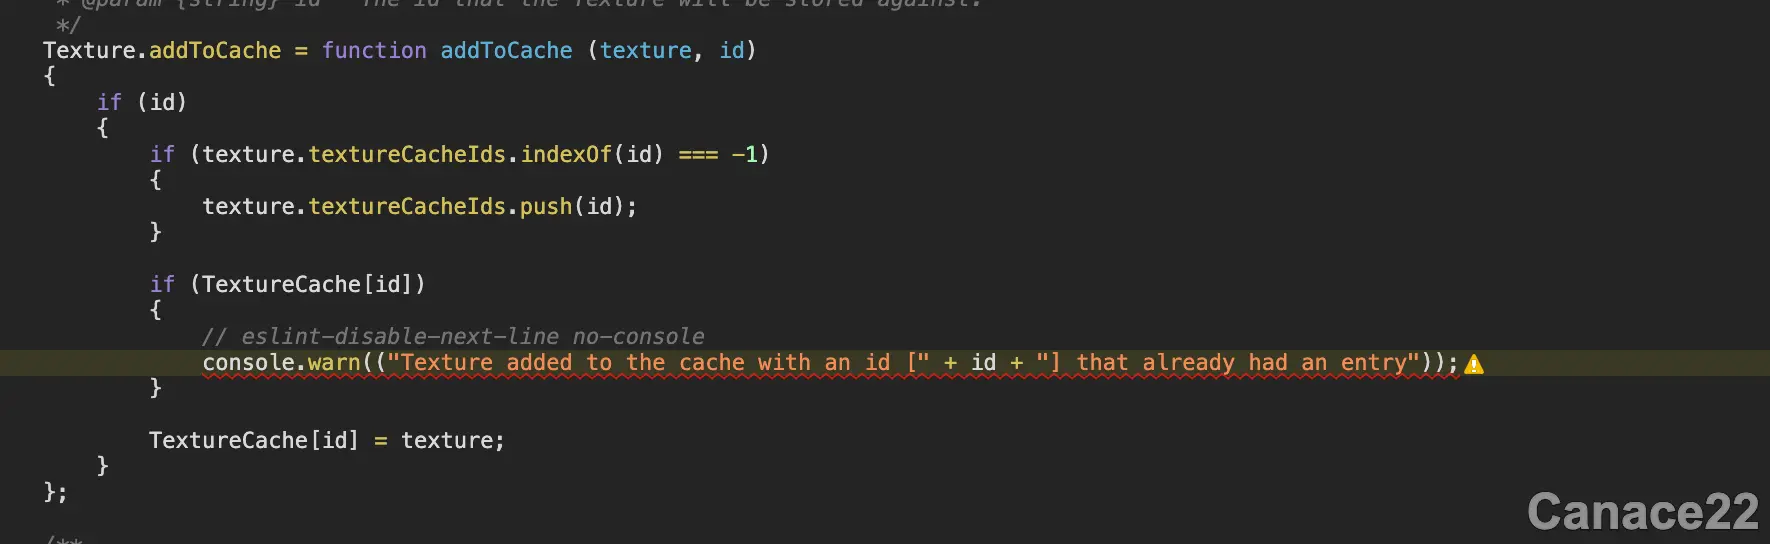 * @param {string} id - The id that the Texture will be stored against.
*/
Texture.addToCache = function addToCache (texture, id)
{
if (id)
{
if (texture.textureCacheIds.indexOf(id) === -1)
{
texture.textureCacheIds.push(id);
}
if (TextureCache[id])
{
// eslint-disable-next-line no-console
console.warn(("Texture added to the cache with an id [" + id + "] that already had an entry"));
}
TextureCache[id] = texture;
}
};
/**
Canace22